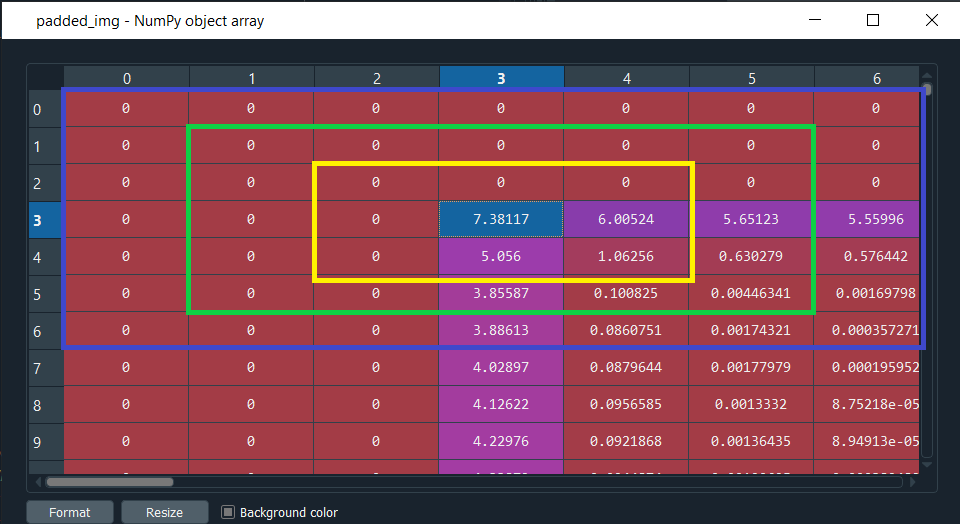 padded_img - NumPy object array
0 1 2 3 4 5 6
0 0 0 0 0 0 0 0
1 0 0 0 0 0 0 0
2 0 0 0 0 0 0 0
3 0 0 0 7.38117 6.00524 5.65123 5.55996
4 0 0 0 5.056 1.06256 0.630279 0.576442
5 0 0 0 3.85587 0.100825 0.00446341 0.00169798
6 0 0 0 3.88613 0.0860751 0.00174321 0.000357271
7 0 0 0 4.02897 0.0879644 0.00177979 0.000195952
8 0 0 0 4.12622 0.0956585 0.0013332 8.75218e-05
9 0 0 0 4.22976 0.0921868 0.00136435 8.94913e-05
Format Resize Background color